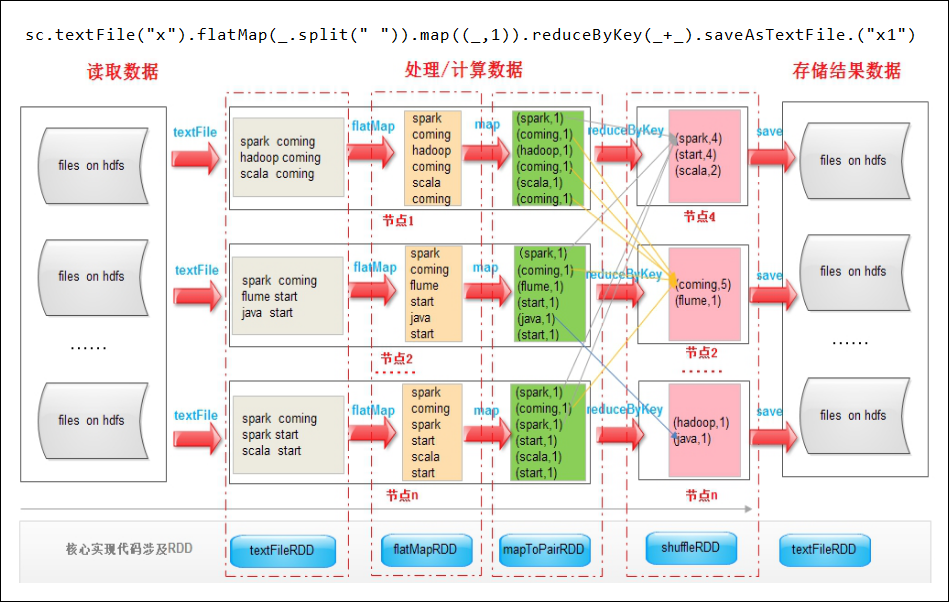 sc.textFile("x").flatMap(_.split(" ")).map((_,1)).reduceByKey(_+_).saveAsTextFile.("x1")
读取数据
处理/计算数据
存储结果数据
files on hdfs
textFile
spark coming
hadoop coming
scala coming
flatMap
spark
coming
hadoop
coming
scala
coming
map
(spark,1)
(coming,1)
(hadoop,1)
(coming,1)
(scala,1)
(coming,1)
reduceByKey
(spark,4)
(start,4)
(scala,2)
save
files on hdfs
节点1
节点4
files on hdfs
textFile
spark coming
flume start
java start
flatMap
spark
coming
flume
start
java
start
map
(spark,1)
(coming,1)
(flume,1)
(start,1)
(java,1)
(start,1)
reduceByKey
(coming,5)
(flume,1)
save
files on hdfs
......
节点2
......
节点2
......
......
files on hdfs
textFile
spark coming
spark start
scala start
flatMap
spark
coming
spark
start
scala
start
map
(spark,1)
(coming,1)
(spark,1)
(start,1)
(scala,1)
(start,1)
reduceByKey
(hadoop,1)
(java,1)
save
files on hdfs
节点n
节点n
核心实现代码涉及RDD
textFileRDD
flatMapRDD
mapToPairRDD
shuffleRDD
textFileRDD